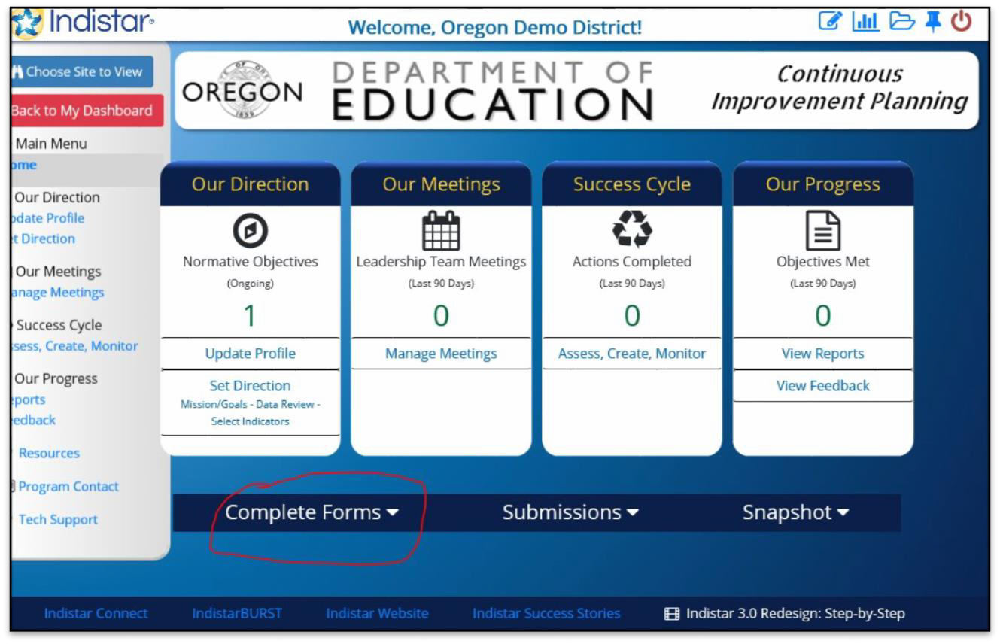 Indistar®
Welcome, Oregon Demo District!
Choose Site to View
Back to My Dashboard
Main Menu
ome
Our Direction
pdate Profile
et Direction
Our Meetings
anage Meetings
Success Cycle
ssess, Create, Monitor
Our Progress
eports
eedback
Resources
Program Contact
Tech Support
OREGON
1859
DEPARTMENT OF
EDUCATION
Continuous
Improvement Planning
Our Direction
Normative Objectives
(Ongoing)
1
Update Profile
Set Direction
Mission/Goals - Data Review -
Select Indicators
Our Meetings
Leadership Team Meetings
(Last 90 Days)
0
Manage Meetings
Success Cycle
Actions Completed
(Last 90 Days)
0
Assess, Create, Monitor
Our Progress
Objectives Met
(Last 90 Days)
0
View Reports
View Feedback
Complete Forms
Submissions
Snapshot
Indistar Connect
IndistarBURST
Indistar Website
Indistar Success Stories
Indistar 3.0 Redesign: Step-by-Step